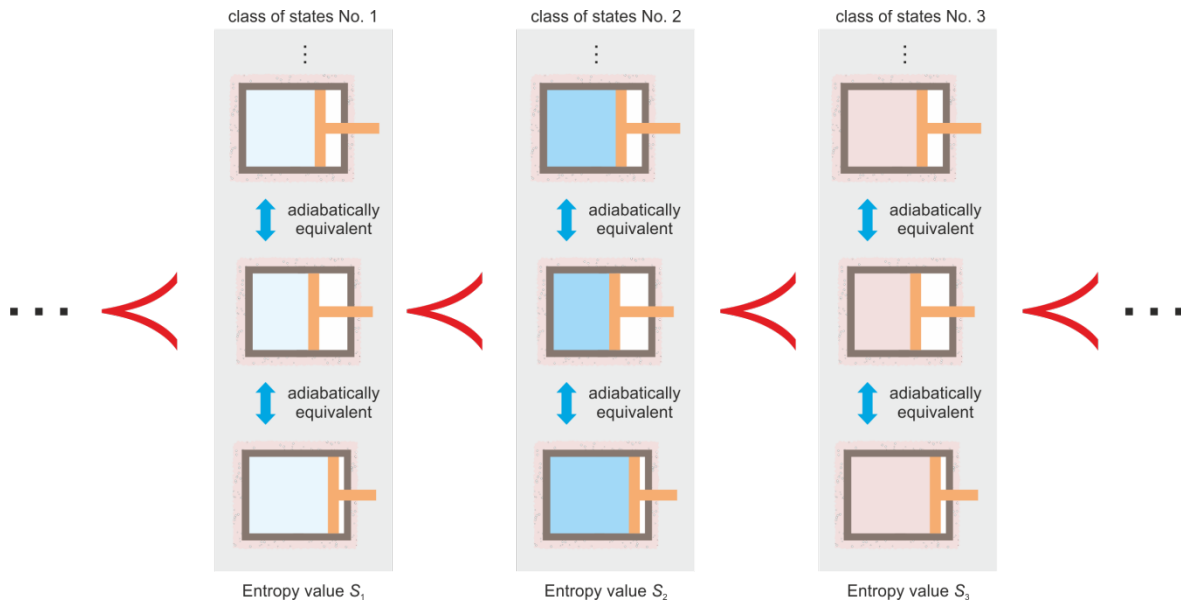 class of states No. 1
class of states No. 2
class of states No. 3
adiabatically
equivalent
adiabatically
equivalent
adiabatically
equivalent
adiabatically
equivalent
adiabatically
equivalent
adiabatically
equivalent
Entropy value S₁
Entropy value S₂
Entropy value S₃